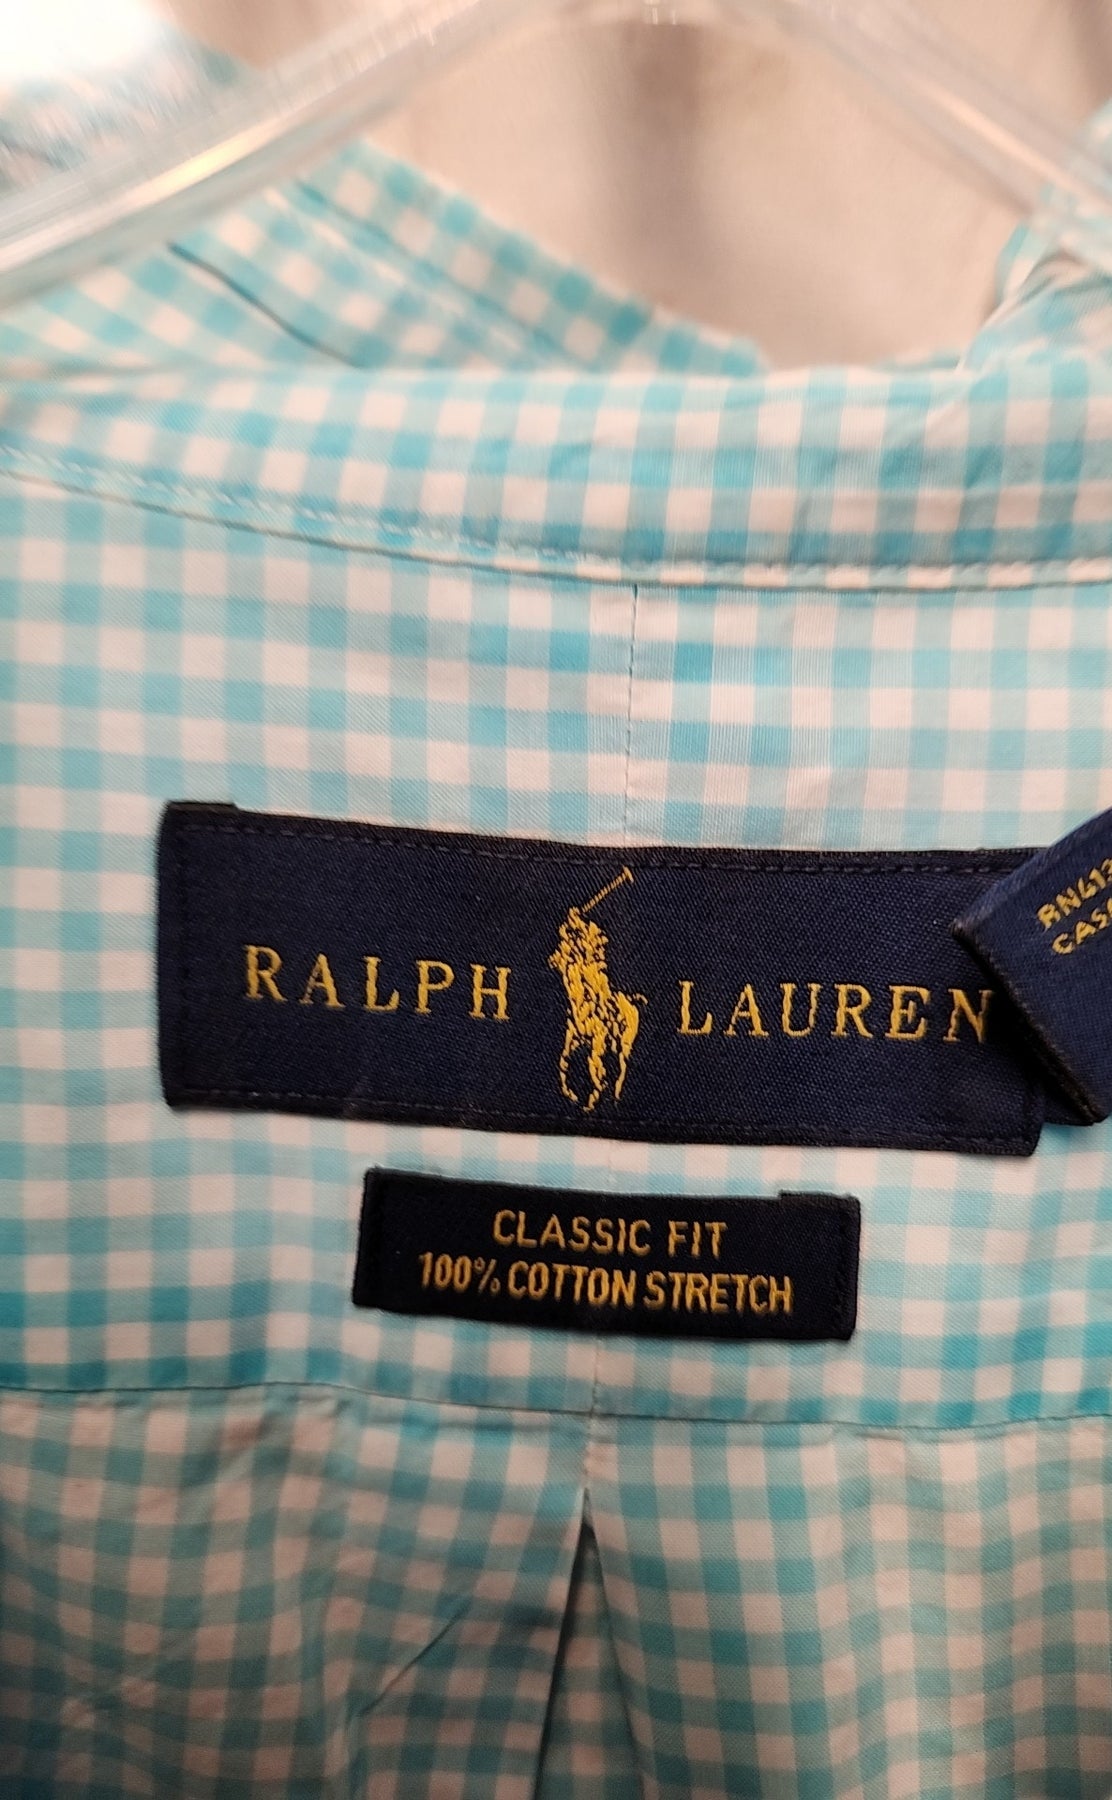 RALPH LAUREN
CLASSIC FIT
100% COTTON STRETCH